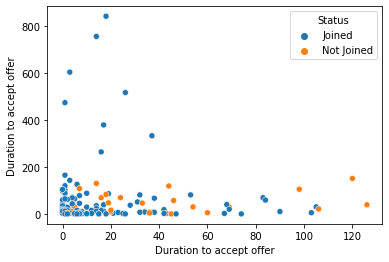 Status
Joined
Not Joined
800
600
400
200
0
Duration to accept offer
0 20 40 60 80 100 120
Duration to accept offer